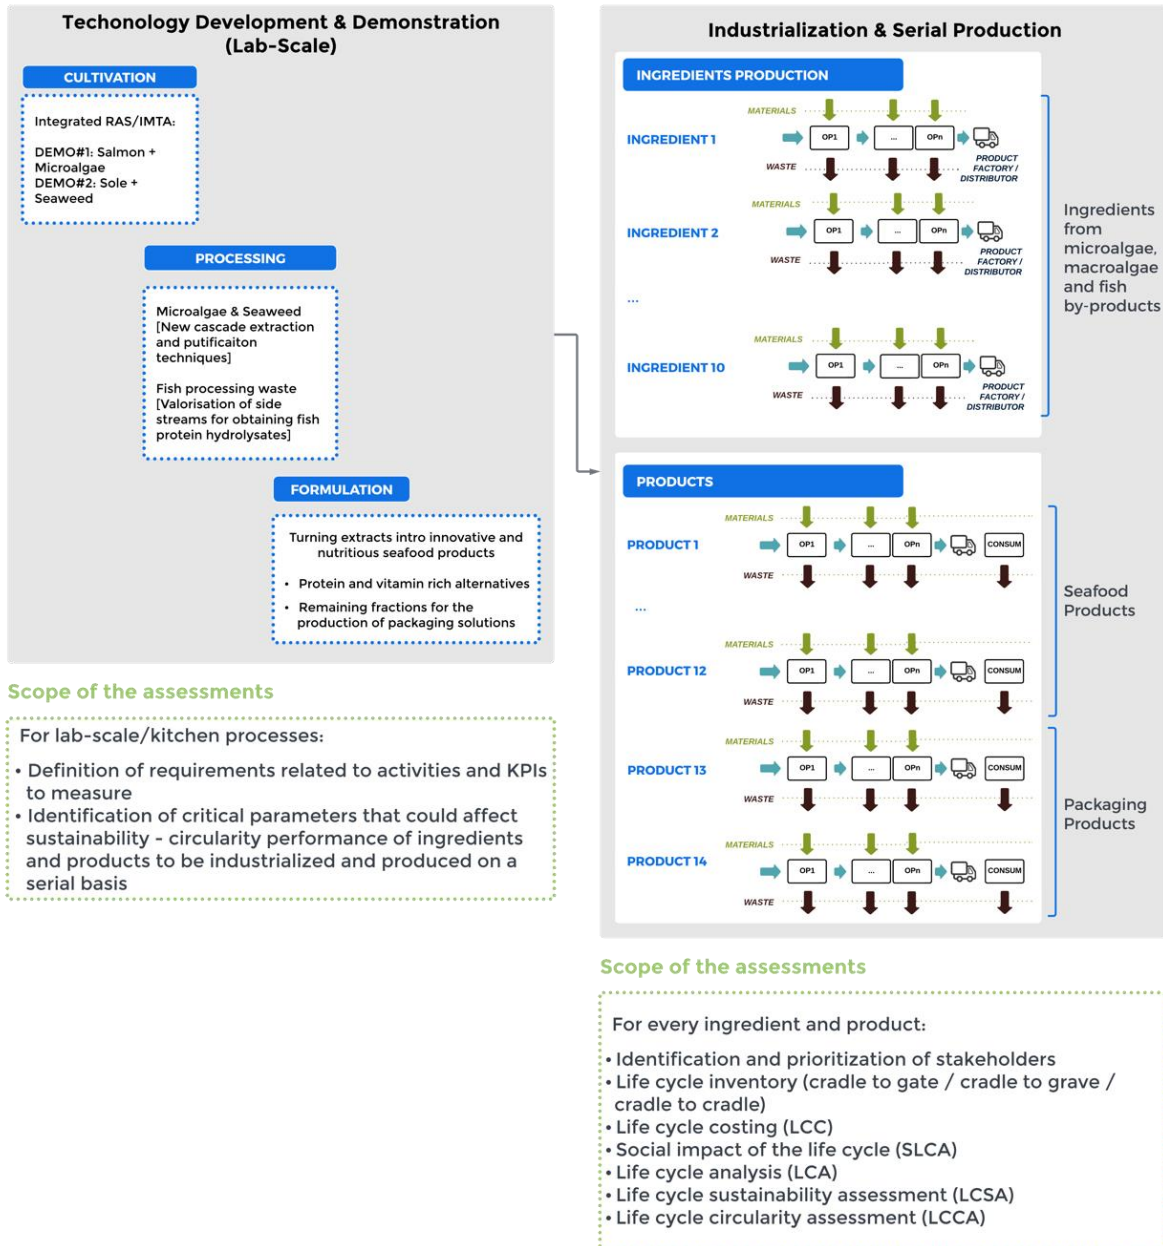 Techonology Development & Demonstration
(Lab-Scale)
CULTIVATION
Integrated RAS/IMTA:
DEMO#1: Salmon +
Microalgae
DEMO#2: Sole +
Seaweed
PROCESSING
Microalgae & Seaweed
[New cascade extraction
and putificaiton
techniques]
Fish processing waste
[Valorisation of side
streams for obtaining fish
protein hydrolysates]
FORMULATION
Turning extracts intro innovative and
nutritious seafood products
• Protein and vitamin rich alternatives
• Remaining fractions for the
production of packaging solutions
Scope of the assessments
For lab-scale/kitchen processes:
• Definition of requirements related to activities and KPIs
to measure
• Identification of critical parameters that could affect
sustainability - circularity performance of ingredients
and products to be industrialized and produced on a
serial basis
Industrialization & Serial Production
INGREDIENTS PRODUCTION
MATERIALS
INGREDIENT 1
OP1
...
OPn
WASTE
PRODUCT
FACTORY /
DISTRIBUTOR
MATERIALS
INGREDIENT 2
OP1
...
OPn
WASTE
PRODUCT
FACTORY /
DISTRIBUTOR
...
MATERIALS
INGREDIENT 10
OP1
...
OPn
WASTE
PRODUCT
FACTORY /
DISTRIBUTOR
Ingredients
from
microalgae,
macroalgae
and fish
by-products
PRODUCTS
MATERIALS
PRODUCT 1
OP1
...
OPn
CONSUM
WASTE
...
MATERIALS
PRODUCT 12
OP1
...
OPn
CONSUM
WASTE
Seafood
Products
MATERIALS
PRODUCT 13
OP1
...
OPn
CONSUM
WASTE
MATERIALS
PRODUCT 14
OP1
...
OPn
CONSUM
WASTE
Packaging
Products
Scope of the assessments
For every ingredient and product:
• Identification and prioritization of stakeholders
• Life cycle inventory (cradle to gate / cradle to grave /
cradle to cradle)
• Life cycle costing (LCC)
• Social impact of the life cycle (SLCA)
• Life cycle analysis (LCA)
• Life cycle sustainability assessment (LCSA)
• Life cycle circularity assessment (LCCA)